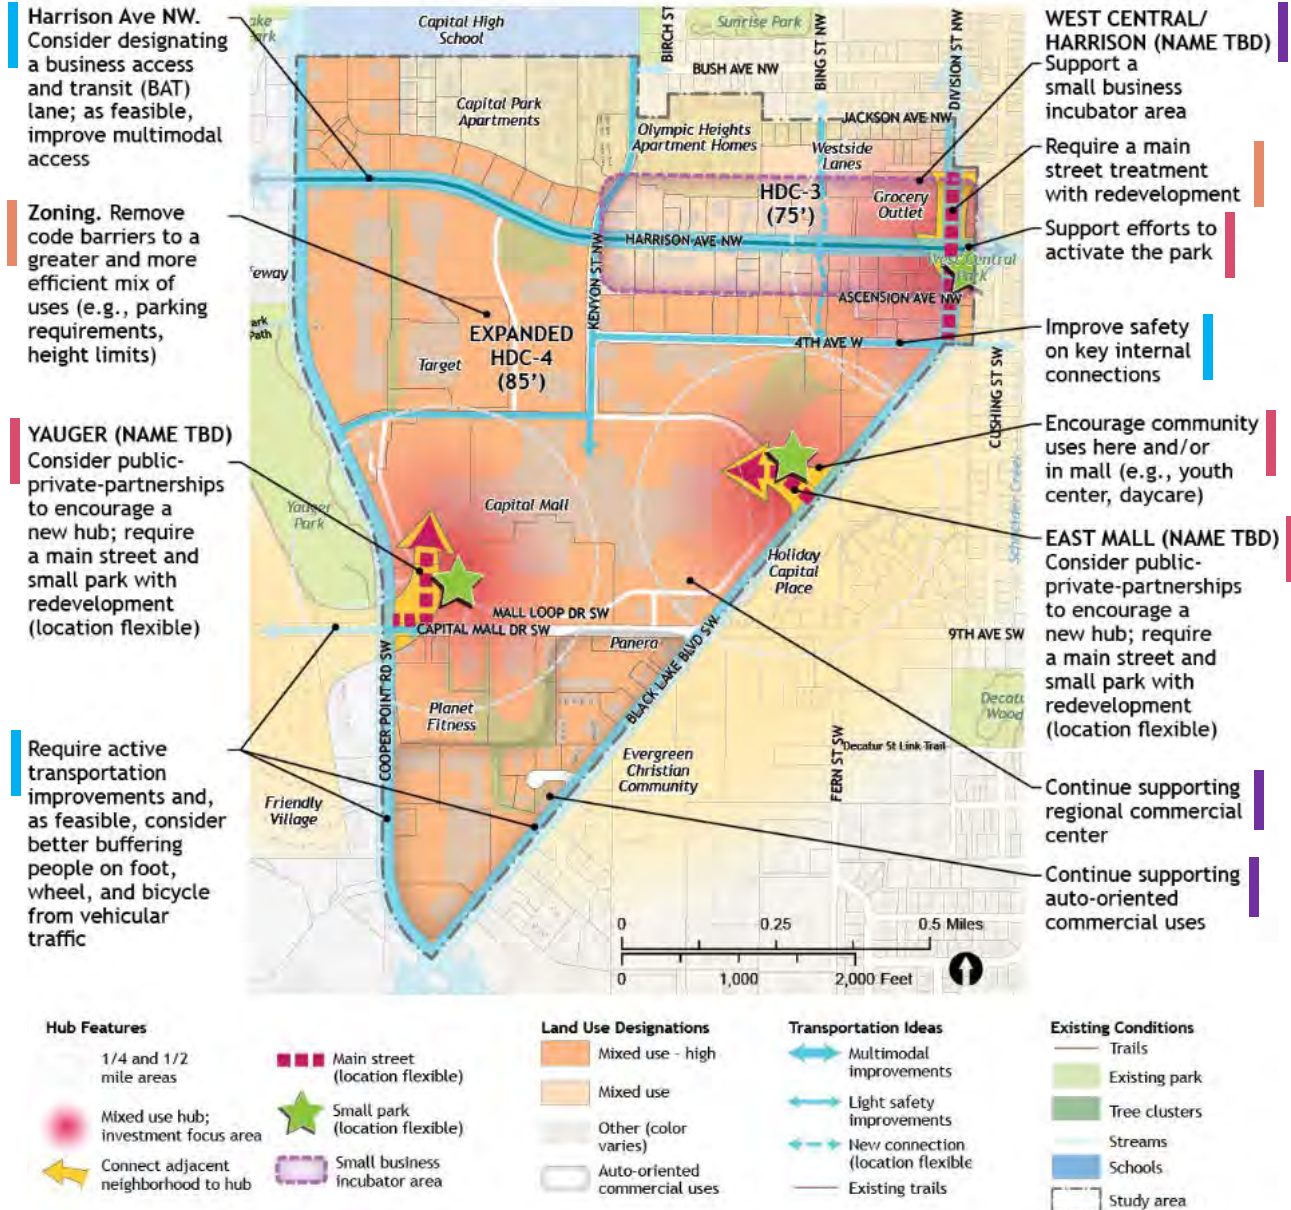 Harrison Ave NW.
Consider designating
a business access
and transit (BAT)
lane; as feasible,
improve multimodal
access
Zoning. Remove
code barriers to a
greater and more
efficient mix of
uses (e.g., parking
requirements,
height limits)
YAUGER (NAME TBD)
Consider public-
private-partnerships
to encourage a
new hub; require
a main street and
small park with
redevelopment
(location flexible)
Require active
transportation
improvements and,
as feasible, consider
better buffering
people on foot,
wheel, and bicycle
from vehicular
traffic
ake
ark
Capital High
School
BIRCH ST
Sunrise Park
BING ST NW
DIVISION ST NW
BUSH AVE NW
Capital Park
Apartments
Olympic Heights
Apartment Homes
JACKSON AVE NW
Westside
Lanes
HDC-3
(75')
Grocery
Outlet
HARRISON AVE NW
KENYON ST NW
West Central
Park
ASCENSION AVE NW
feway
ark
Path
EXPANDED
HDC-4
(85')
Target
4TH AVE W
CUSHING ST SW
Yauger
Park
Capital Mall
Schneider Creek
Holiday
Capital
Place
MALL LOOP DR SW
CAPITAL MALL DR SW
Panera
9TH AVE SW
COOPER POINT RD SW
BLACK LAKE BLVD SW
Planet
Fitness
Decatu
Wood
FERN ST SW
Decatur St Link Trail
Evergreen
Christian
Community
Friendly
Village
0 0.25 0.5 Miles
0 1,000 2,000 Feet
WEST CENTRAL/
HARRISON (NAME TBD)
Support a
small business
incubator area
Require a main
street treatment
with redevelopment
Support efforts to
activate the park
Improve safety
on key internal
connections
Encourage community
uses here and/or
in mall (e.g., youth
center, daycare)
EAST MALL (NAME TBD)
Consider public-
private-partnerships
to encourage a
new hub; require
a main street and
small park with
redevelopment
(location flexible)
Continue supporting
regional commercial
center
Continue supporting
auto-oriented
commercial uses
Hub Features
1/4 and 1/2
mile areas
Mixed use hub;
investment focus area
Connect adjacent
neighborhood to hub
Main street
(location flexible)
Small park
(location flexible)
Small business
incubator area
Land Use Designations
Mixed use - high
Mixed use
Other (color
varies)
Auto-oriented
commercial uses
Transportation Ideas
Multimodal
improvements
Light safety
improvements
New connection
(location flexible
Existing trails
Existing Conditions
Trails
Existing park
Tree clusters
Streams
Schools
Study area